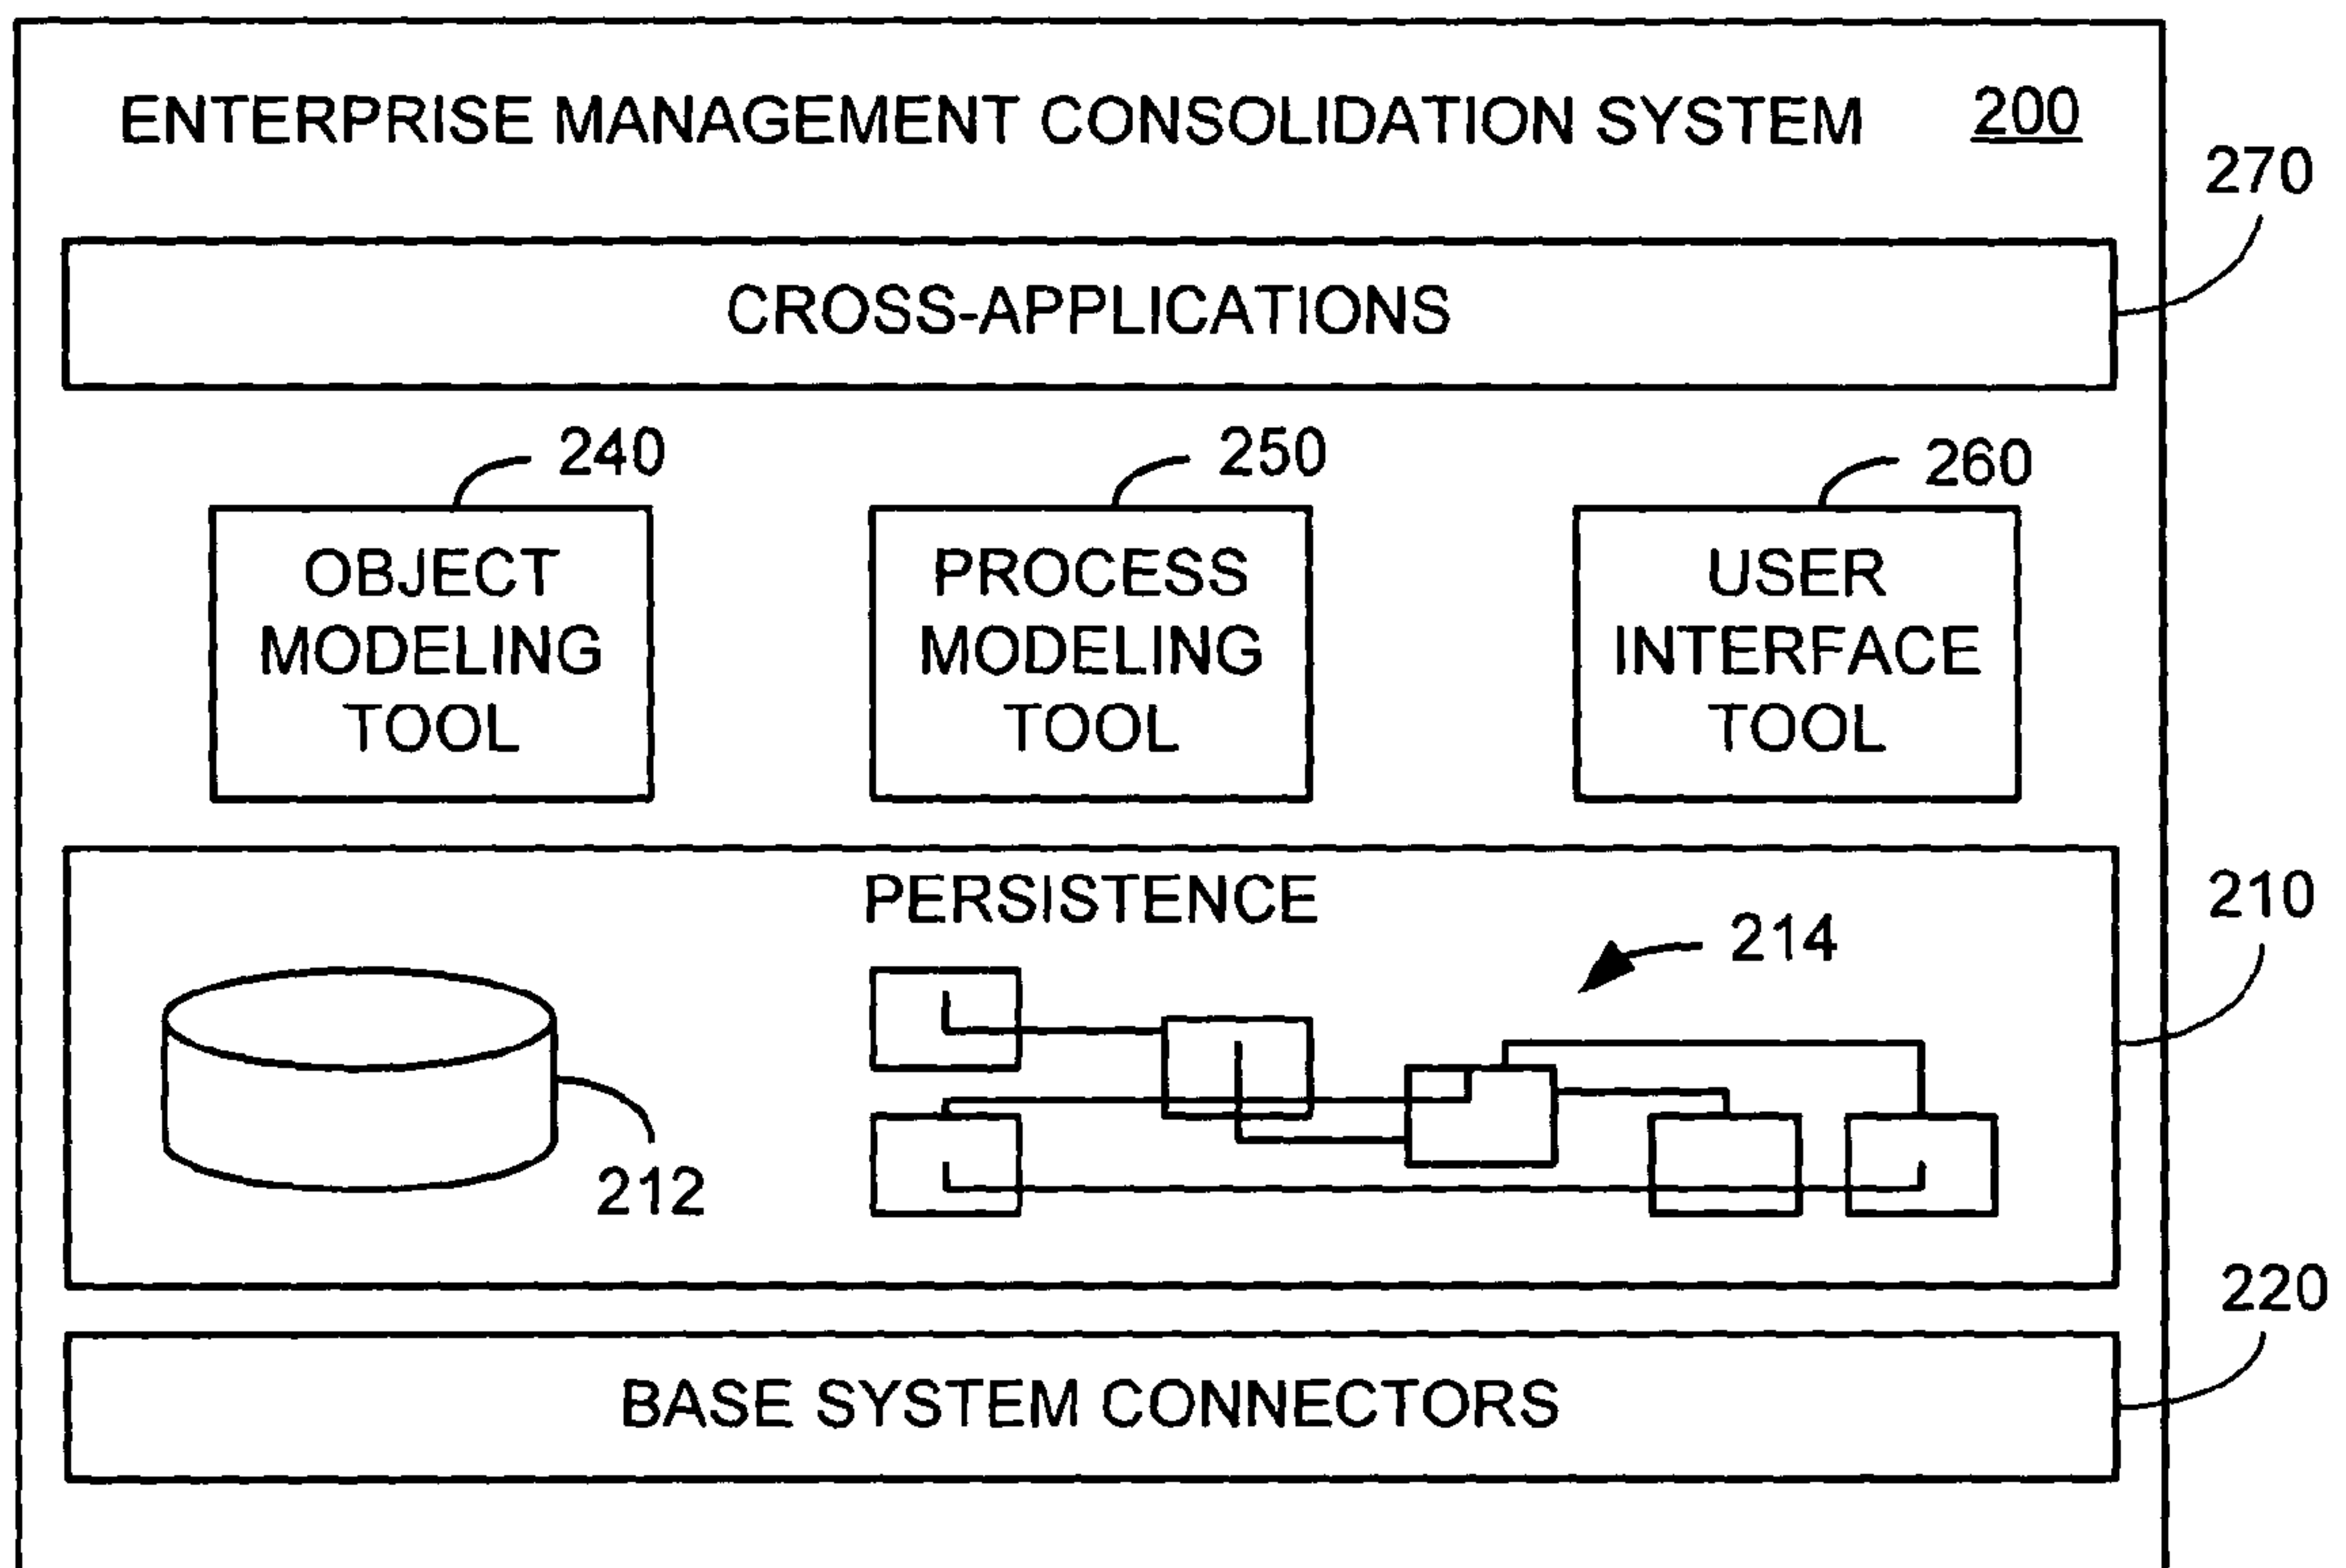 ENTERPRISE MANAGEMENT CONSOLIDATION SYSTEM 200
270
CROSS-APPLICATIONS
240
250
260
OBJECT
MODELING
TOOL
PROCESS
MODELING
TOOL
USER
INTERFACE
TOOL
PERSISTENCE
210
214
212
220
BASE SYSTEM CONNECTORS